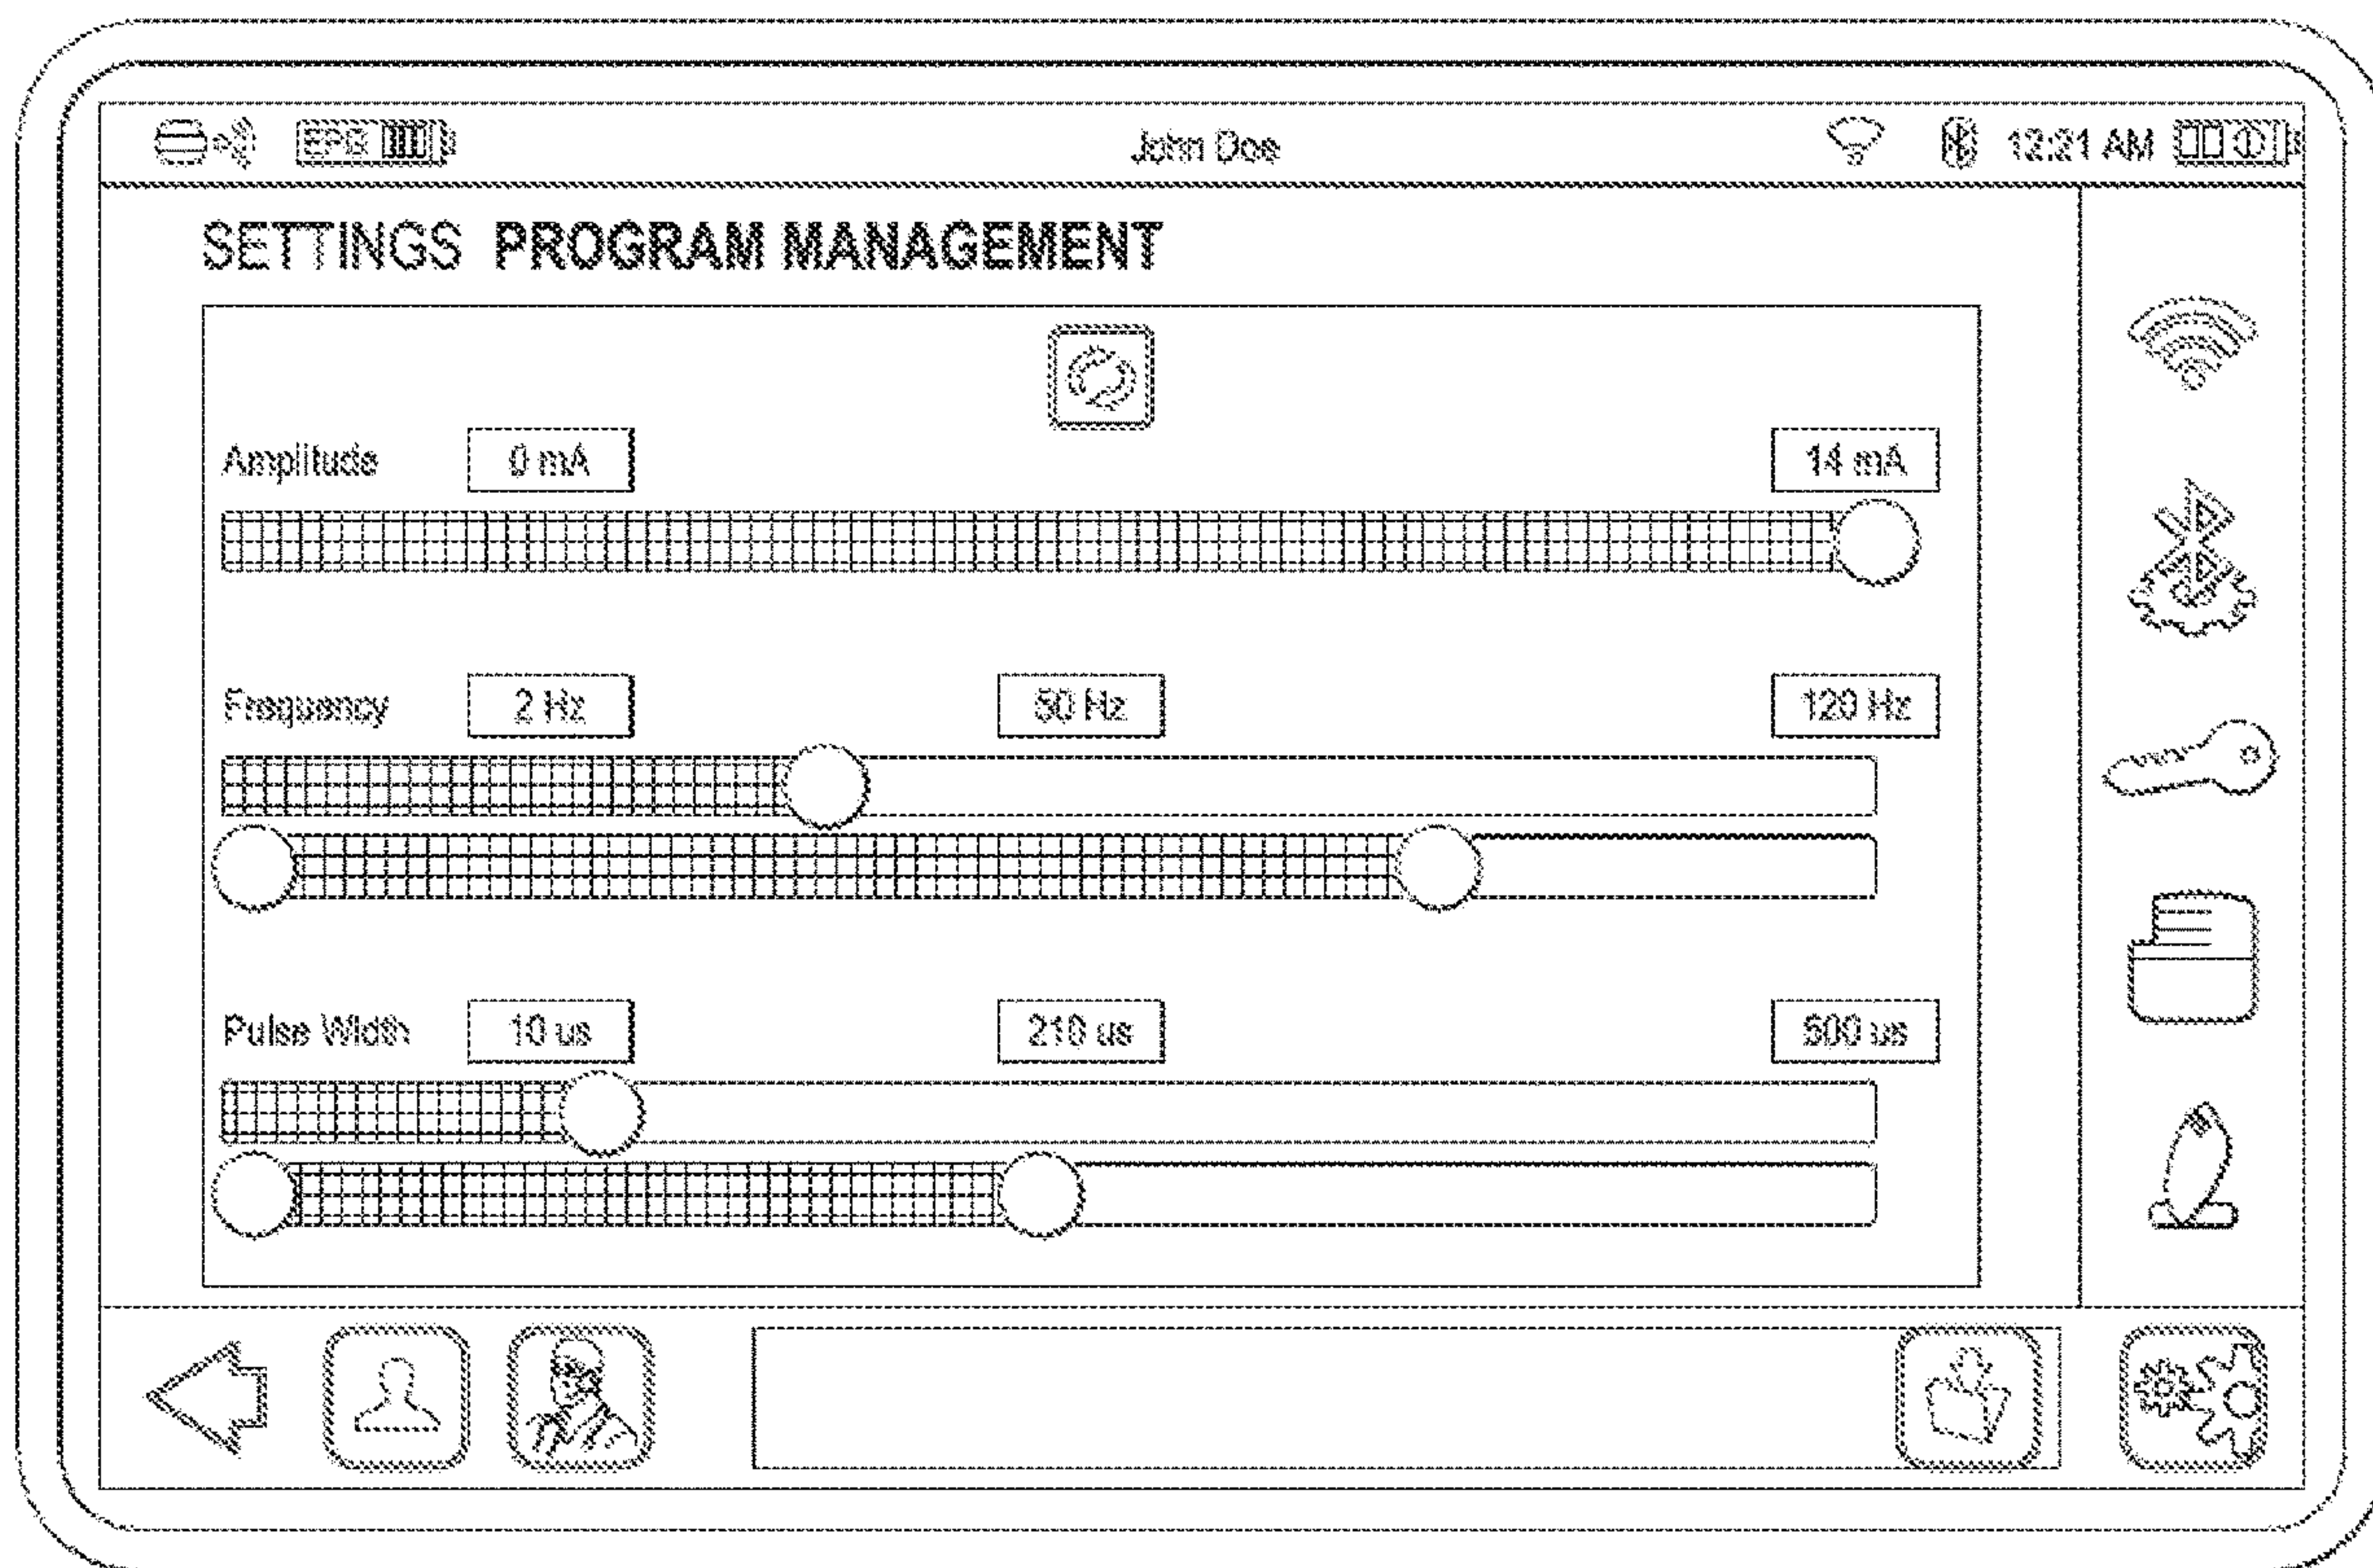 EPG
John Doe
12:21 AM
SETTINGS PROGRAM MANAGEMENT
Amplitude 0 mA 14 mA
Frequency 2 Hz Hz 120 Hz
Pulse Width 10 us 210 us 500 us